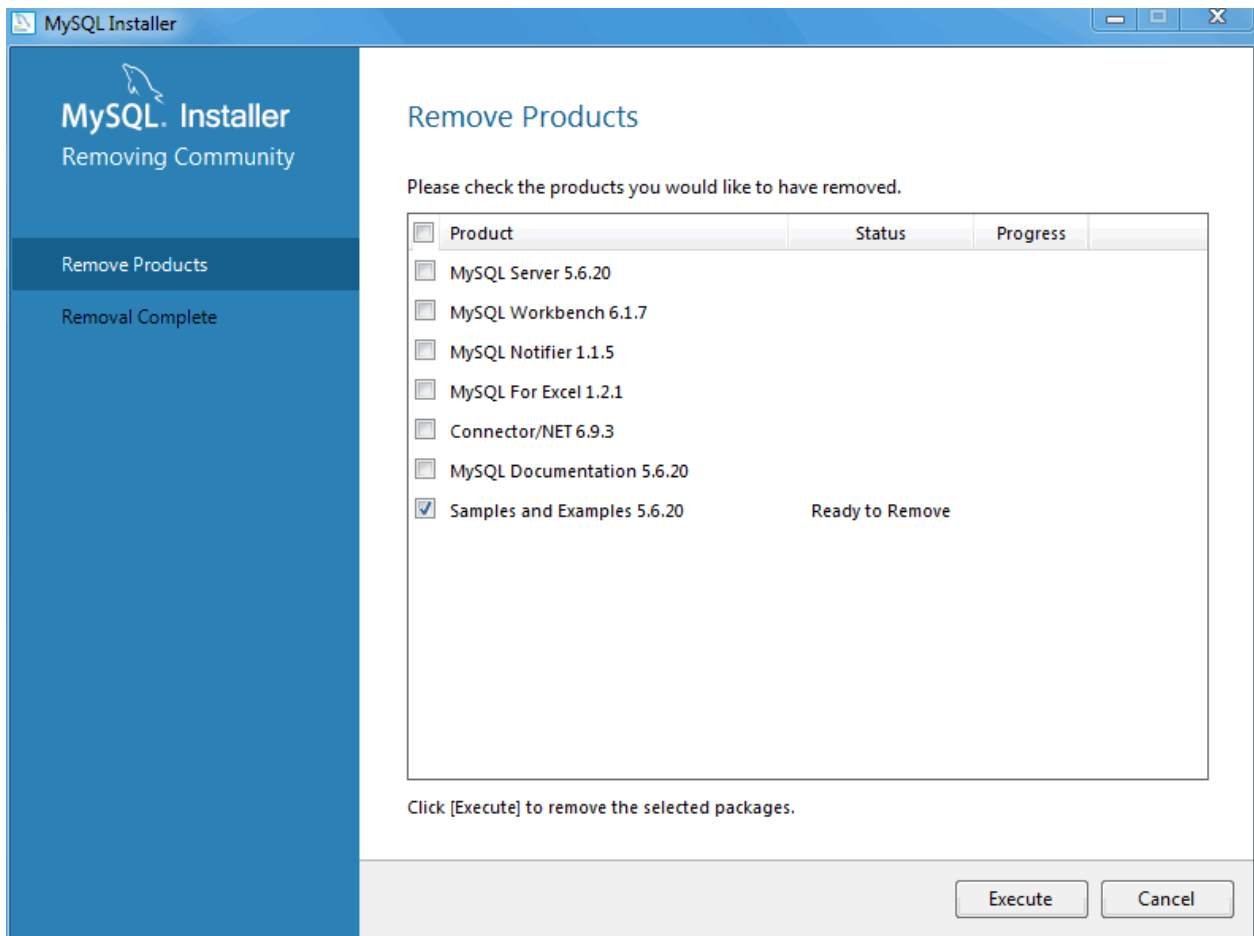 MySQL Installer
MySQL. Installer
Removing Community
Remove Products
Removal Complete
Remove Products
Please check the products you would like to have removed.
Product Status Progress
MySQL Server 5.6.20
MySQL Workbench 6.1.7
MySQL Notifier 1.1.5
MySQL For Excel 1.2.1
Connector/NET 6.9.3
MySQL Documentation 5.6.20
Samples and Examples 5.6.20 Ready to Remove
Click [Execute] to remove the selected packages.
Execute Cancel